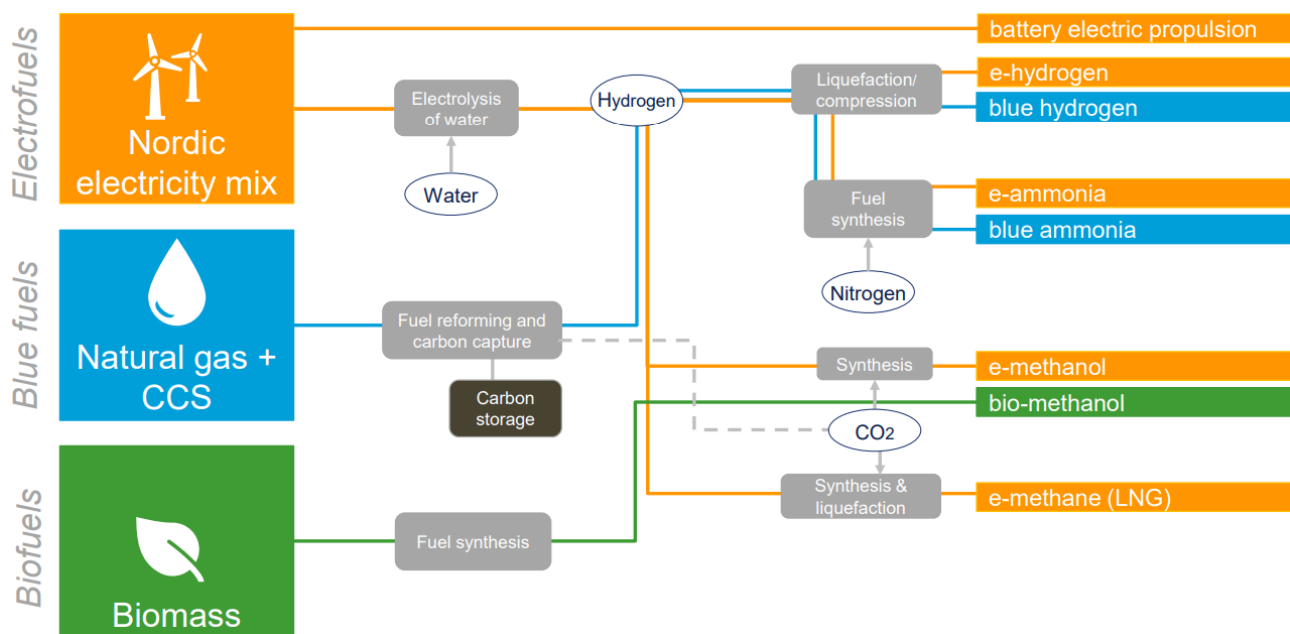 Electrofuels
Nordic
electricity mix
Electrolysis
of water
Water
Hydrogen
Liquefaction/
compression
Fuel
synthesis
Nitrogen
battery electric propulsion
e-hydrogen
blue hydrogen
e-ammonia
blue ammonia
Blue fuels
Natural gas +
CCS
Fuel reforming and
carbon capture
Carbon
storage
Synthesis
CO2
Synthesis &
liquefaction
e-methanol
bio-methanol
e-methane (LNG)
Biofuels
Biomass
Fuel synthesis